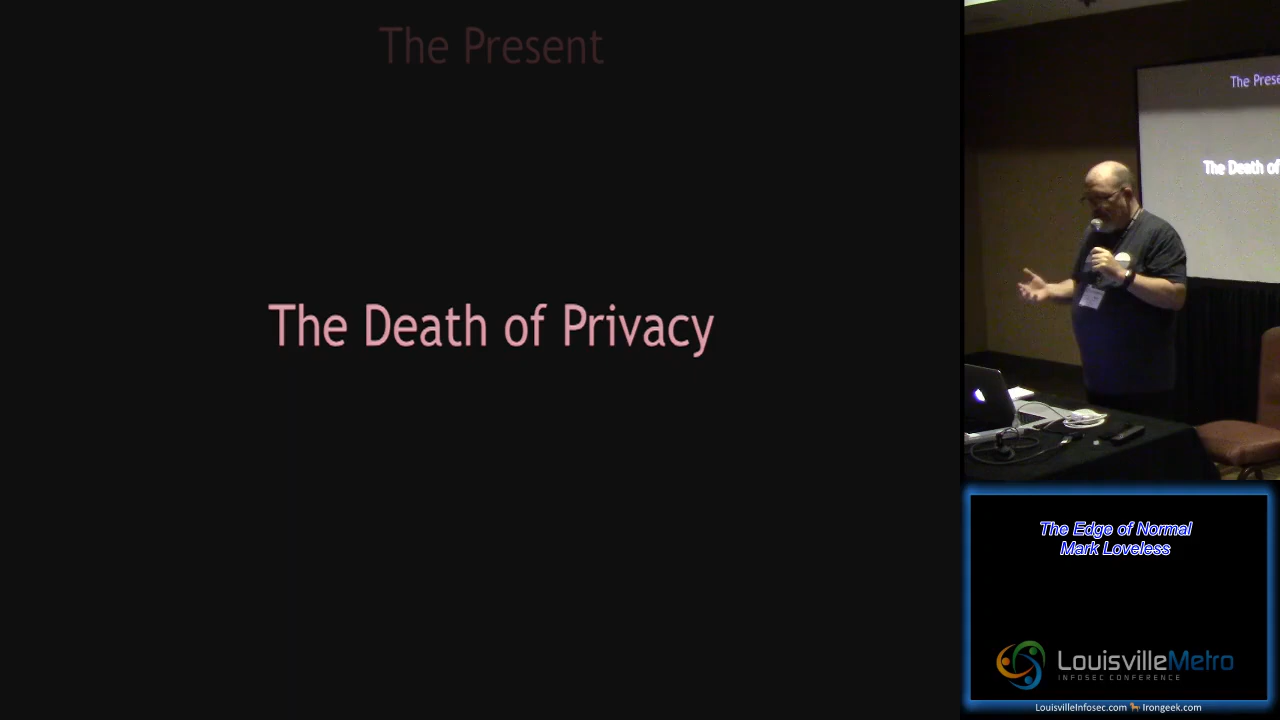 The Present
The Death of Privacy
The Prese
The Death of
The Edge of Normal
Mark Loveless
LouisvilleMetro
INFOSEC CONFERENCE
LouisvilleInfosec.com Irongeek.com